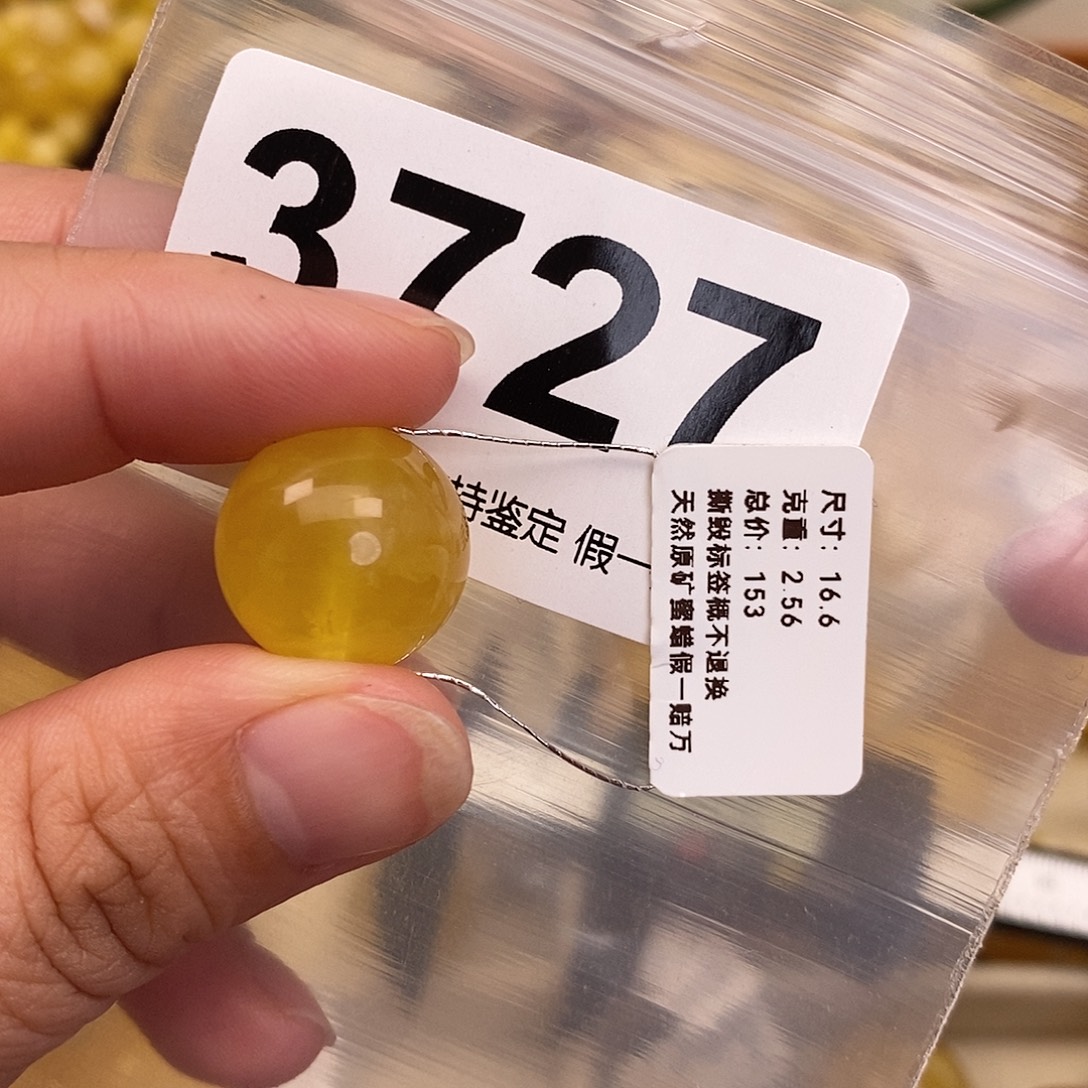 3727
持鉴定 假一
尺寸: 16.6
克重: 2.56
总价: 153
撕毁标签概不退换
天然原矿蜜蜡假一赔万